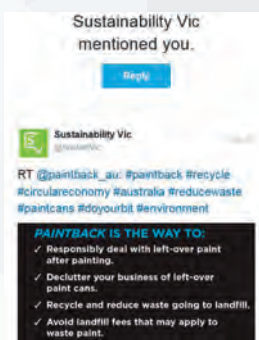 Sustainability Vic
mentioned you.
Reply
Sustainability Vic
RT @paintback_au: #paintback #recycle
#circulareconomy #australia #reducewaste
#paintcans #doyourbit #environment
PAINTBACK IS THE WAY TO:
✓ Responsibly deal with left-over paint
after painting.
✓ Declutter your business of left-over
paint cans.
✓ Recycle and reduce waste going to landfill.
✓ Avoid landfill fees that may apply to
waste paint.